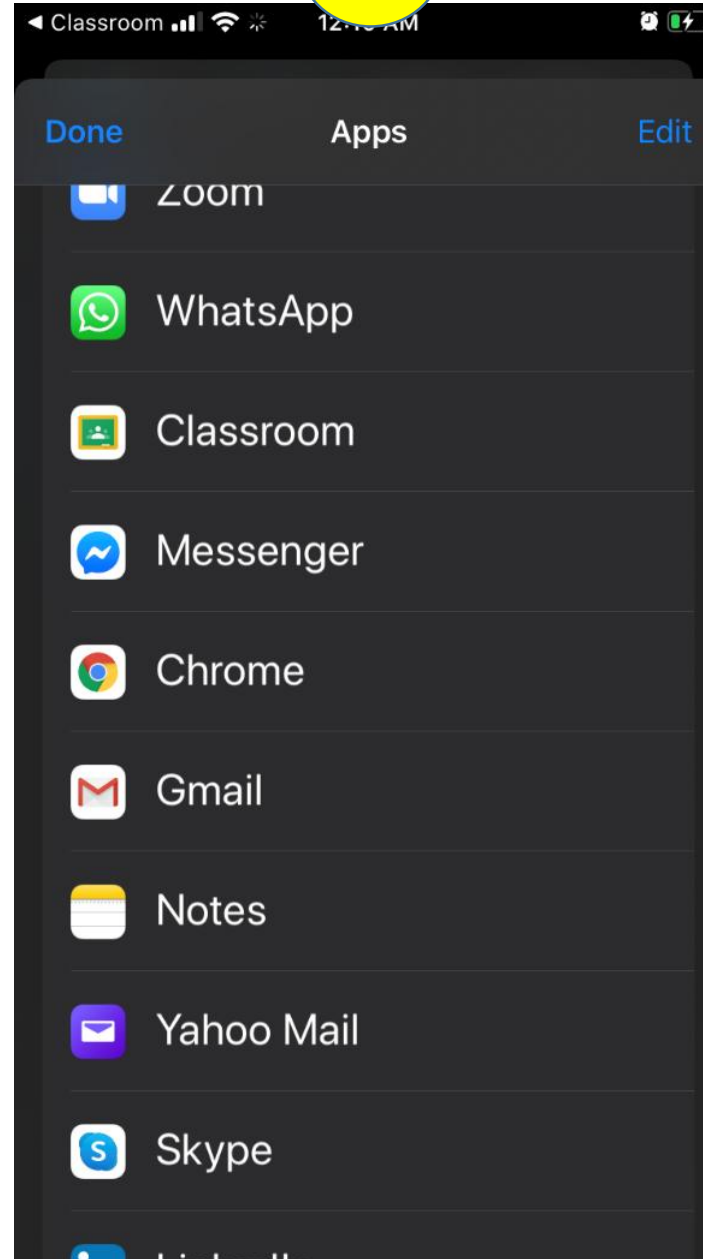 ◀ Classroom
Done Apps Edit
Zoom
WhatsApp
Classroom
Messenger
Chrome
Gmail
Notes
Yahoo Mail
S Skype